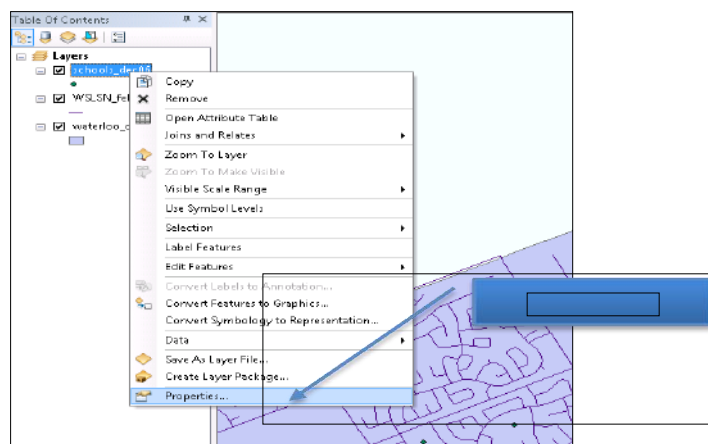 Table Of Contents
Layers
schools_dec06
WSLSN_fe
waterloo_
Copy
Remove
Open Attribute Table
Joins and Relates
Zoom To Layer
Zoom To Make Visible
Visible Scale Range
Use Symbol Levels
Selection
Label Features
Edit Features
Convert Labels to Annotation...
Convert Features to Graphics...
Convert Symbology to Representation...
Data
Save As Layer File...
Create Layer Package...
Properties...